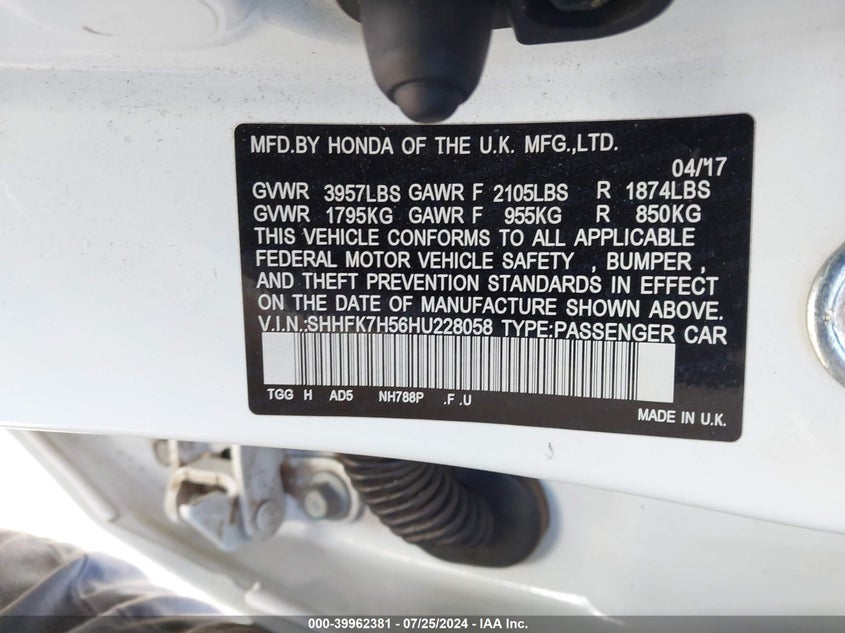 MFD.BY HONDA OF THE U.K. MFG.,LTD.
04/'17
GVWR 3957LBS GAWR F 2105LBS R 1874LBS
GVWR 1795KG GAWR F 955KG R 850KG
THIS VEHICLE CONFORMS TO ALL APPLICABLE
FEDERAL MOTOR VEHICLE SAFETY , BUMPER ,
AND THEFT PREVENTION STANDARDS IN EFFECT
ON THE DATE OF MANUFACTURE SHOWN ABOVE.
V.I.N.:SHHFK7H56HU228058 TYPE:PASSENGER CAR
TGG H AD5 NH788P .F .U
MADE IN U.K.
000-39962381 - 07/25/2024 - IAA Inc.